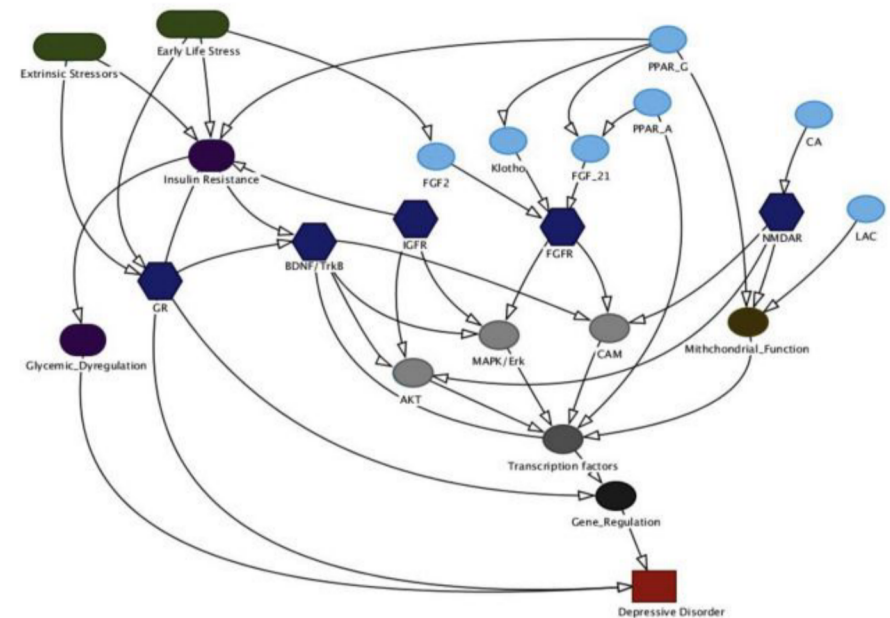 Early Life Stress
Extrinsic Stressors
PPAR_G
PPAR_A
CA
Klotho
FGF_21
Insulin Resistance
FGF2
NMDAR
LAC
IGFR
FGFR
BDNF/TrkB
GR
Mithchondrial_Function
CAM
MAPK/Erk
Glycemic_Dyregulation
AKT
Transcription factors
Gene_Regulation
Depressive Disorder